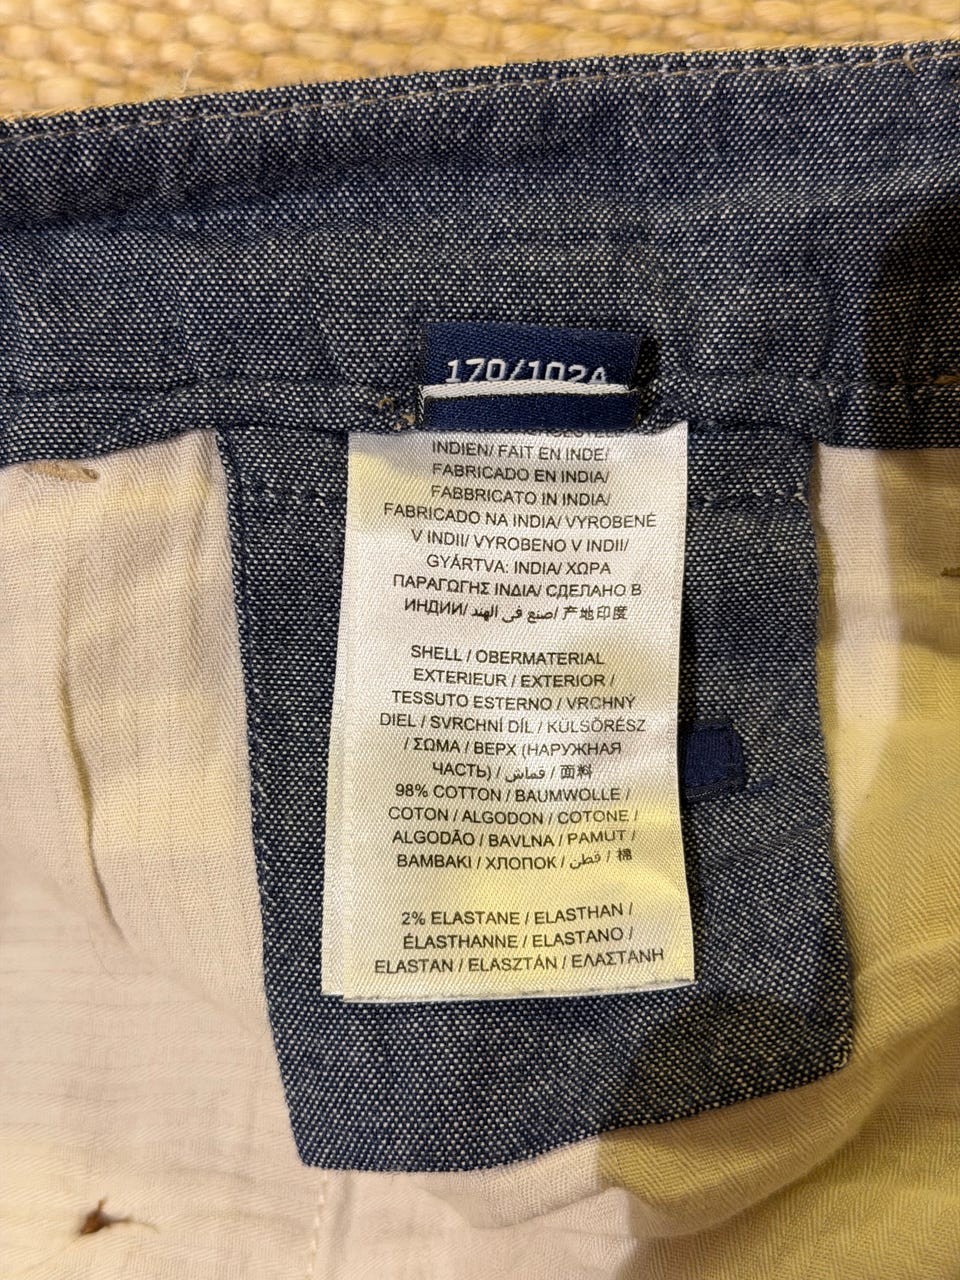 170/102A
INDIEN/ FAIT EN INDE/
FABRICADO EN INDIA/
FABBRICATO IN INDIA/
FABRICADO NA INDIA/ VYROBENÉ
V INDII/ VYROBENO V INDII/
GYÁRTVA: INDIA/ ΧΩΡΑ
ΠΑΡΑΓΩΓΗΣ ΙΝΔΙΑ/ СДЕЛАНО В
ИНДИИ/ صنع في الهند/ 产地印度
SHELL / OBERMATERIAL
EXTERIEUR / EXTERIOR /
TESSUTO ESTERNO / VRCHNÝ
DIEL / SVRCHNÍ DÍL / KÜLSŐRÉSZ
/ ΣΩΜΑ / ВЕРХ (НАРУЖНАЯ
ЧАСТЬ) / قماش / 面料
98% COTTON / BAUMWOLLE /
COTON / ALGODON / COTONE /
ALGODÃO / BAVLNA / PAMUT /
ΒΑΜΒΑΚΙ / ХЛОПОК / قطن / 棉
2% ELASTANE / ELASTHAN /
ÉLASTHANNE / ELASTANO /
ELASTAN / ELASZTÁN / ΕΛΑΣΤΑΝΗ